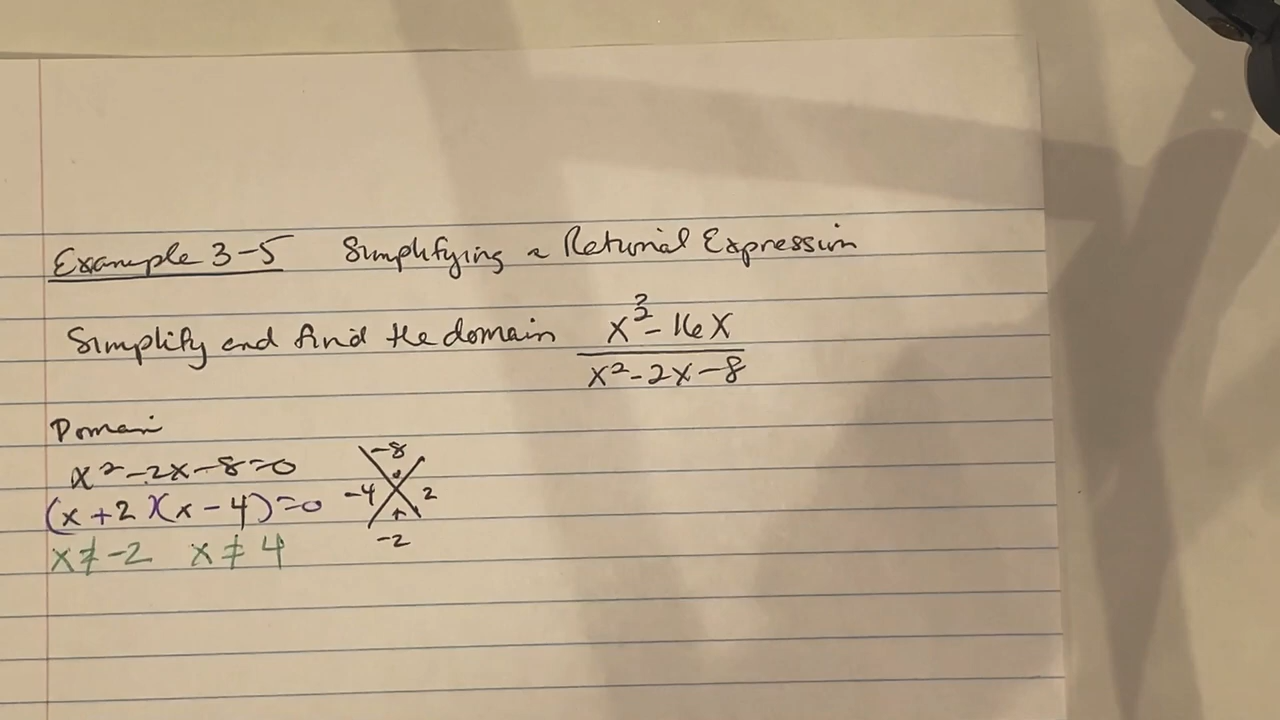 Example 3-5 Simplifying a Rational Expression
Simplify and find the domain x³ - 16x / x² - 2x - 8
Domain
x² - 2x - 8 = 0
(x + 2)(x - 4) = 0
x ≠ -2 x ≠ 4
-8
-4 2
+
-2